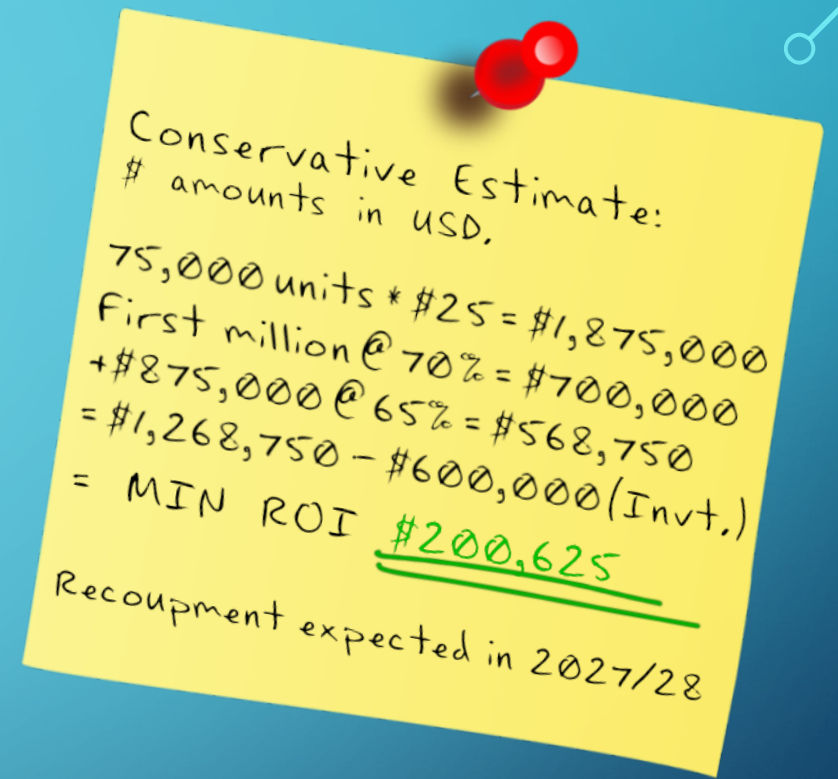 Conservative Estimate:
$ amounts in USD.
75,000 units * $25 = $1,875,000
First million @ 70% = $700,000
+$875,000 @ 65% = $568,750
= $1,268,750 - $600,000 (Invt.)
= MIN ROI $200,625
Recoupment expected in 2027/28